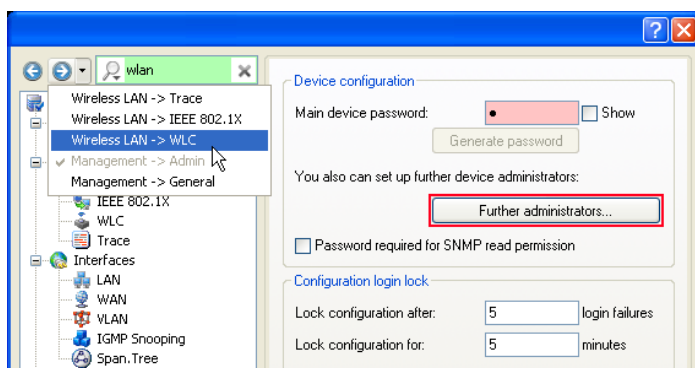 wlan
Wireless LAN -> Trace
Wireless LAN -> IEEE 802.1X
Wireless LAN -> WLC
Management -> Admin
Management -> General
IEEE 802.1X
WLC
Trace
Interfaces
LAN
WAN
VLAN
IGMP Snooping
Span.Tree
Device configuration
Main device password:
Show
Generate password
You also can set up further device administrators:
Further administrators...
Password required for SNMP read permission
Configuration login lock
Lock configuration after: 5 login failures
Lock configuration for: 5 minutes